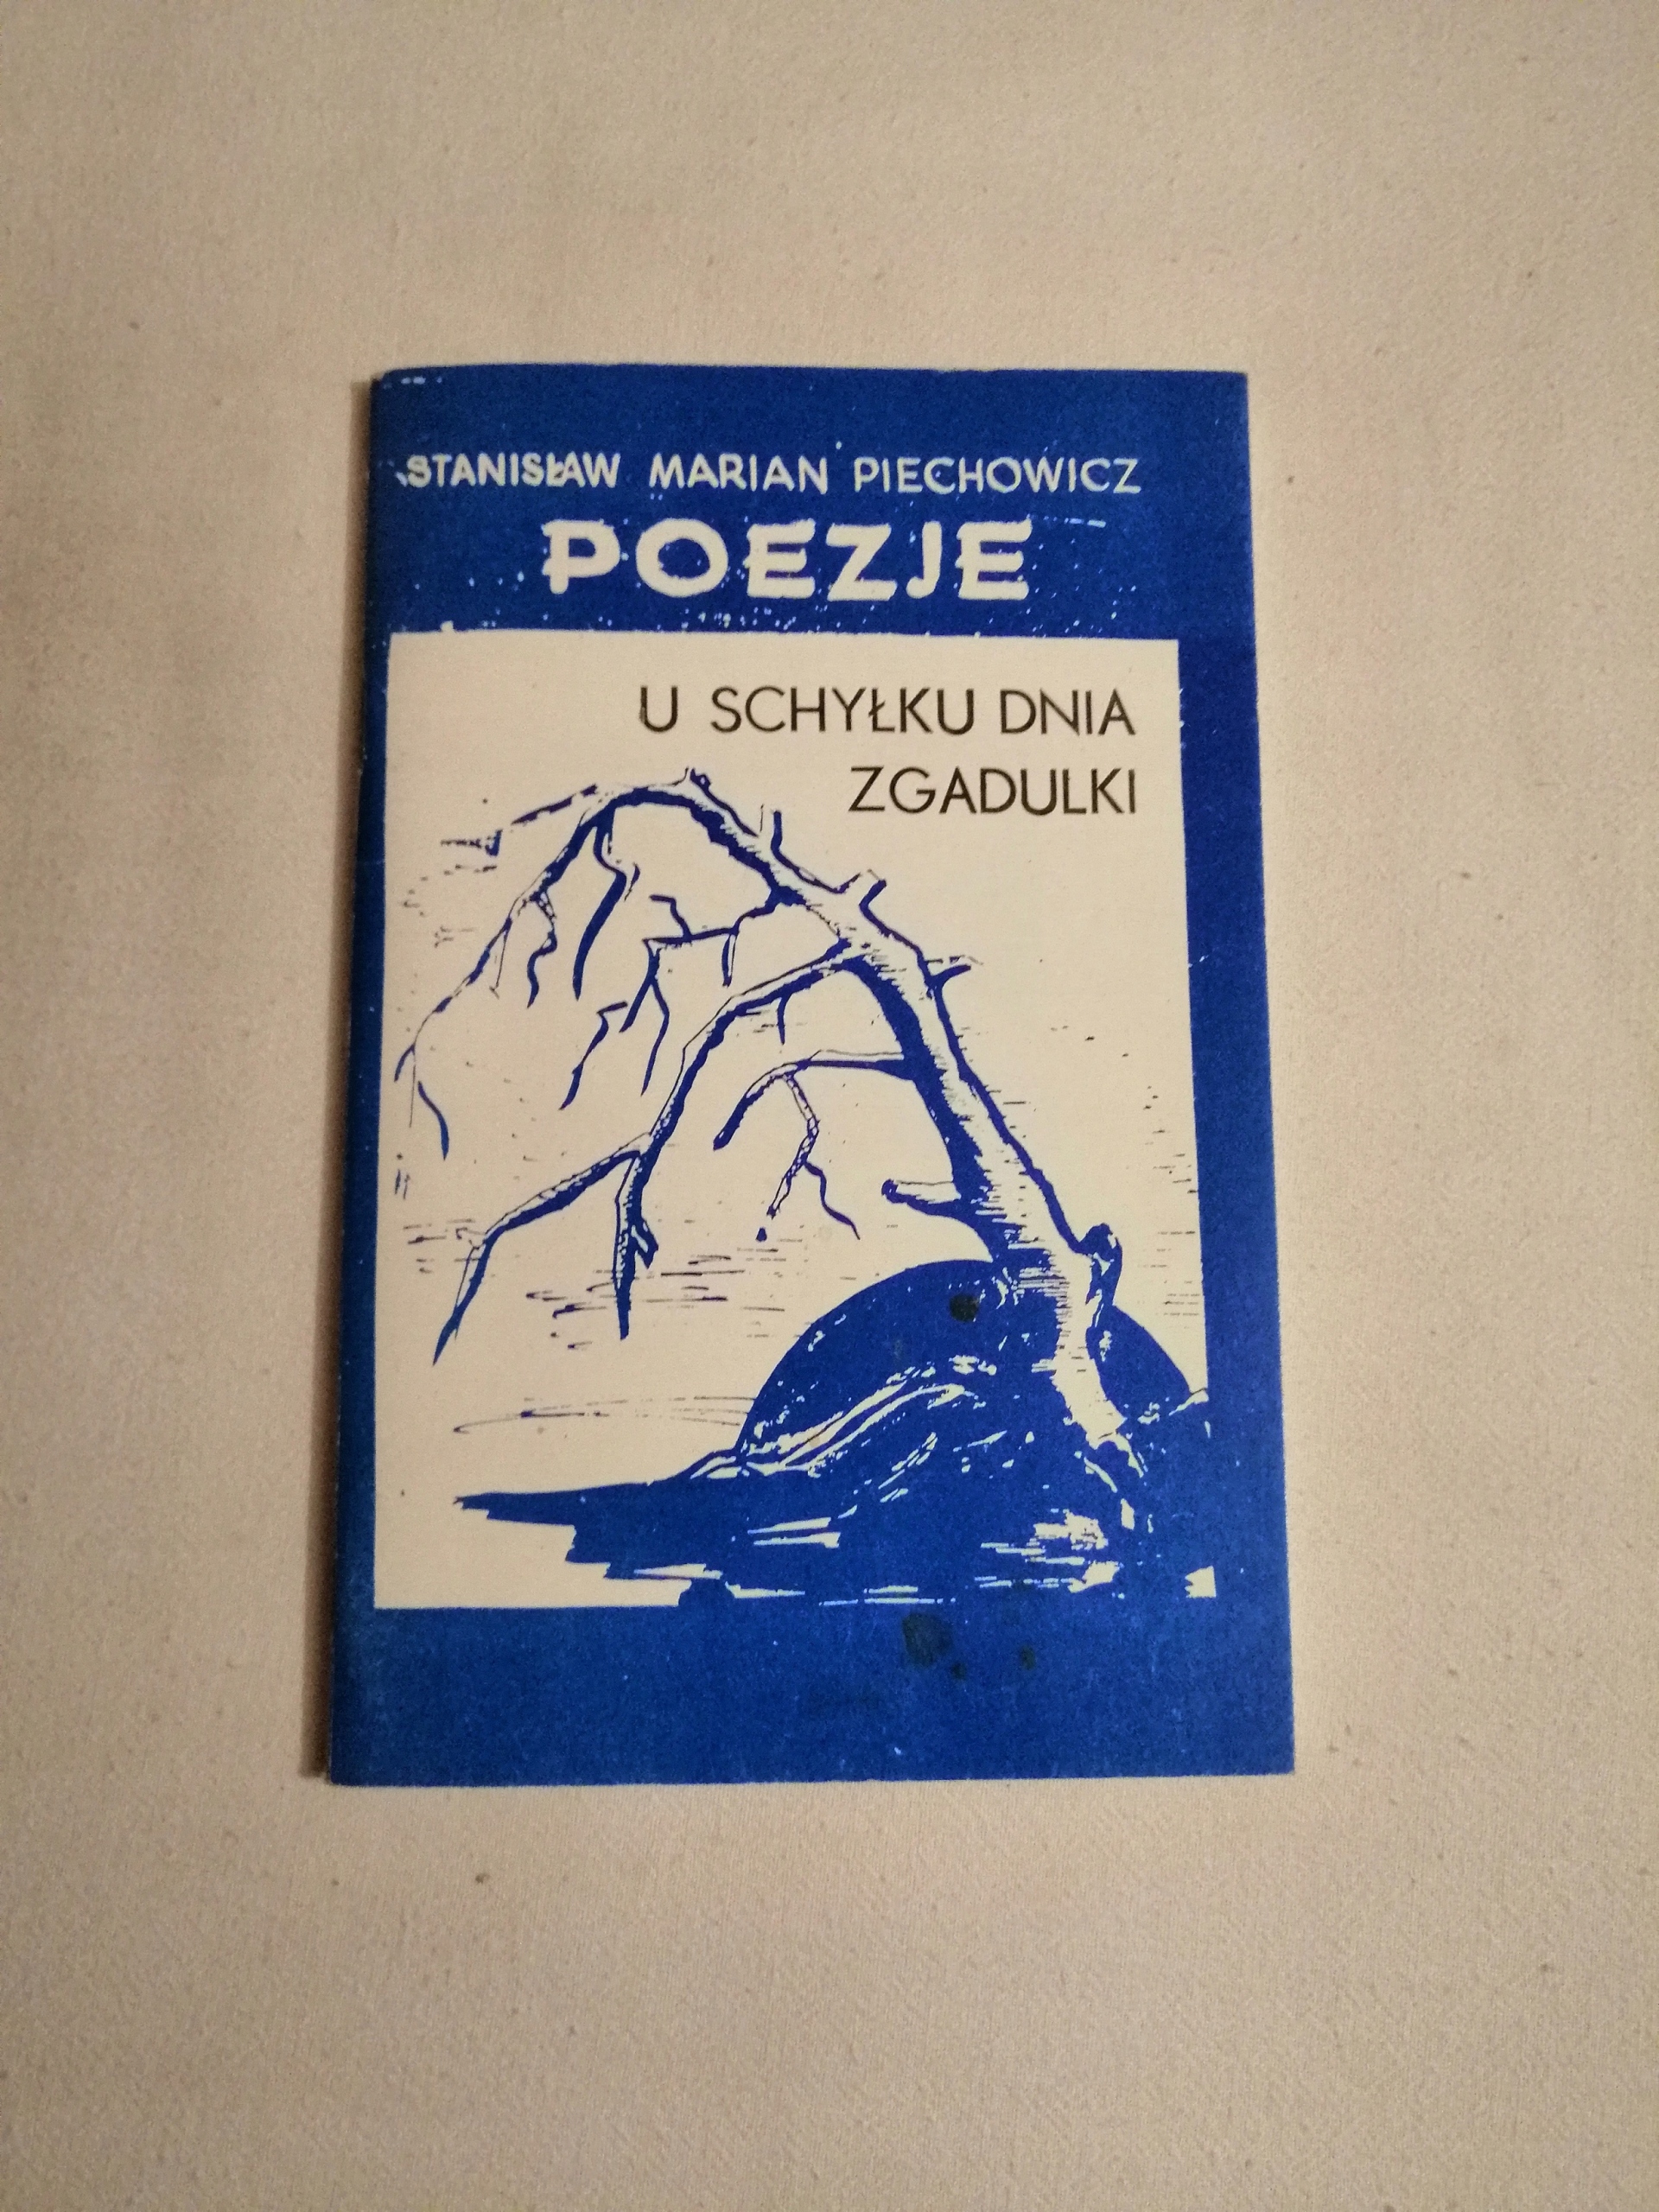 STANISŁAW MARIAN PIECHOWICZ
POEZJE
U SCHYŁKU DNIA
ZGADULKI